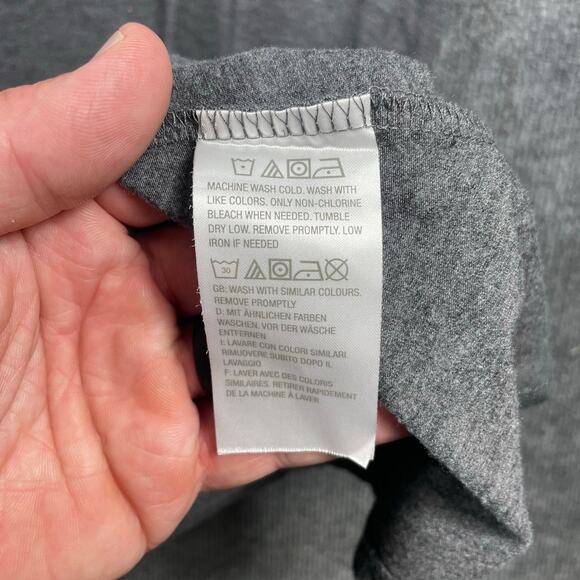 MACHINE WASH COLD. WASH WITH
LIKE COLORS. ONLY NON-CHLORINE
BLEACH WHEN NEEDED. TUMBLE
DRY LOW. REMOVE PROMPTLY. LOW
IRON IF NEEDED
30
GB: WASH WITH SIMILAR COLOURS.
REMOVE PROMPTLY
D: MIT ÄHNLICHEN FARBEN
WASCHEN, VOR DER WÄSCHE
ENTFERNEN
I: LAVARE CON COLORI SIMILARI.
RIMUOVERE SUBITO DOPO IL
LAVAGGIO
F: LAVER AVEC DES COLORIS
SIMILAIRES. RETIRER RAPIDEMENT
DE LA MACHINE À LAVER